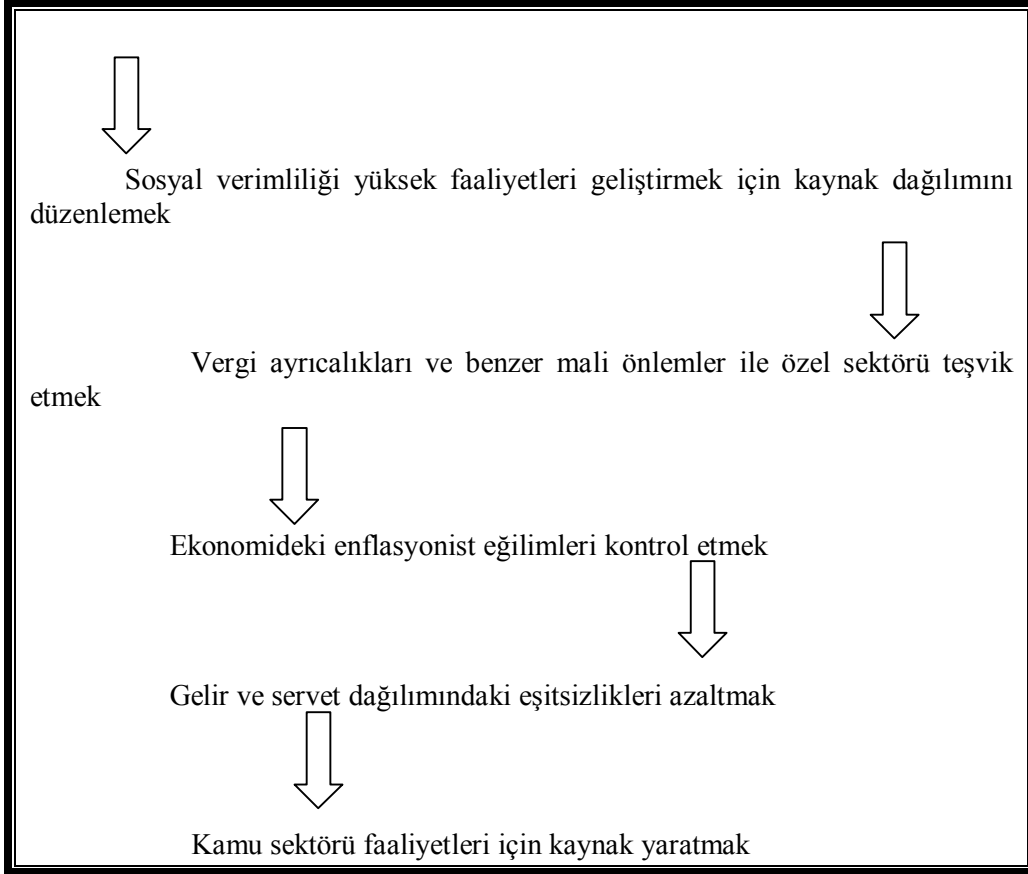 Sosyal verimliliği yüksek faaliyetleri geliştirmek için kaynak dağılımını
düzenlemek
Vergi ayrıcalıkları ve benzer mali önlemler ile özel sektörü teşvik
etmek
Ekonomideki enflasyonist eğilimleri kontrol etmek
Gelir ve servet dağılımındaki eşitsizlikleri azaltmak
Kamu sektörü faaliyetleri için kaynak yaratmak